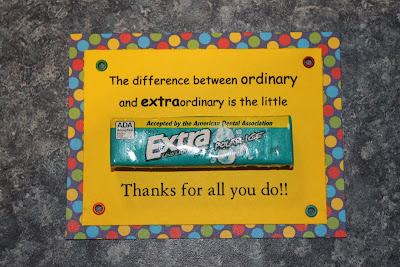 The difference between ordinary
and extraordinary is the little
ADA
Accepted by the American Dental Association
Extra
POLAR ICE
Thanks for all you do!!